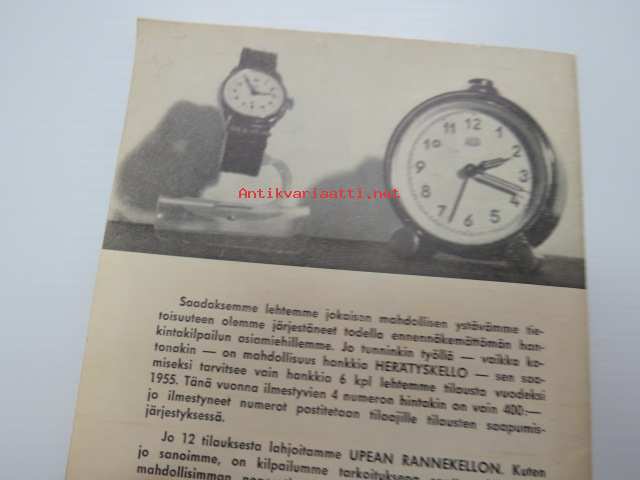 11 12 1
10 2
9 3
8 4
7 6 5
Antikvariaatti.net
Saadaksemme lehtemme jokaisan mahdollisen ystävämme tie-
toisuuteen olemme järjestäneet todella ennennäkemättömän han-
kintakilpailun asiamiehillemme. Jo tunninkin työllä — vaikka ko-
tonakin — on mahdollisuus hankkia HERÄTYSKELLO — sen saa-
miseksi tarvitsee vain hankkia 6 kpl lehtemme tilausta vuodeksi
1955. Tänä vuonna ilmestyvien 4 numeron hintakin on vain 400:—
ja ilmestyneet numerot postitetaan tilaajille tilausten saapumis-
järjestyksessä.
Jo 12 tilauksesta lahjoitamme UPEAN RANNEKELLON. Kuten
jo sanoimme, on kilpailumme tarkoituksena
mahdollisimman